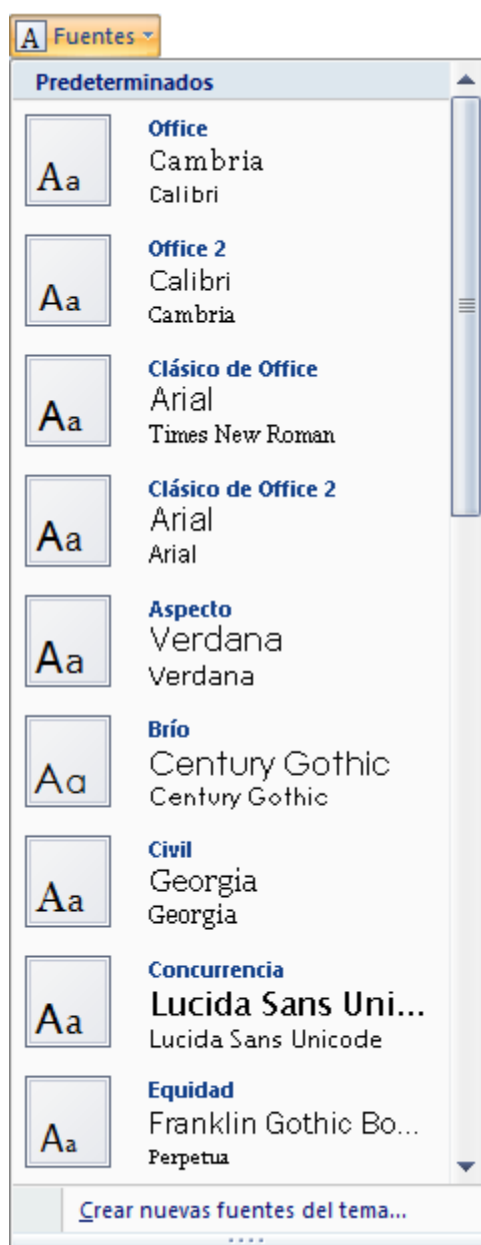 A Fuentes
Predeterminados
Aa
Office
Cambria
Calibri
Aa
Office 2
Calibri
Cambria
Aa
Clásico de Office
Arial
Times New Roman
Aa
Clásico de Office 2
Arial
Arial
Aa
Aspecto
Verdana
Verdana
Aa
Brío
Century Gothic
Century Gothic
Aa
Civil
Georgia
Georgia
Aa
Concurrencia
Lucida Sans Uni...
Lucida Sans Unicode
Aa
Equidad
Franklin Gothic Bo...
Perpetua
Crear nuevas fuentes del tema...